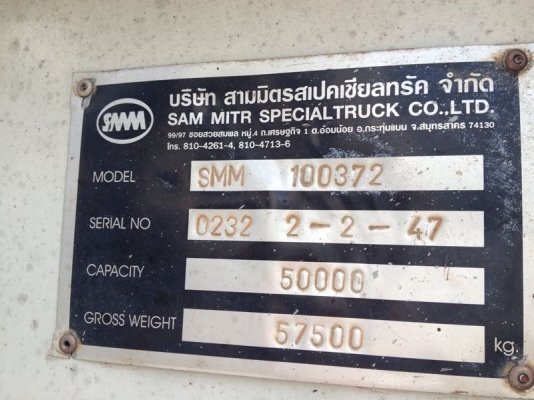 SMM
บริษัท สามมิตรสเปคเชียลทรัค จำกัด
SAM MITR SPECIALTRUCK CO.,LTD.
99/97 ซอยสวยสมพล หมู่ 4 ถ.เศรษฐกิจ 1 ต.อ้อมน้อย อ.กระทุ่มแบน จ.สมุทรสาคร 74130
โทร. 810-4261-4, 810-4713-6
MODEL SMM 100372
SERIAL NO 0232 2-2-47
CAPACITY 50000
GROSS WEIGHT 57500 kg.